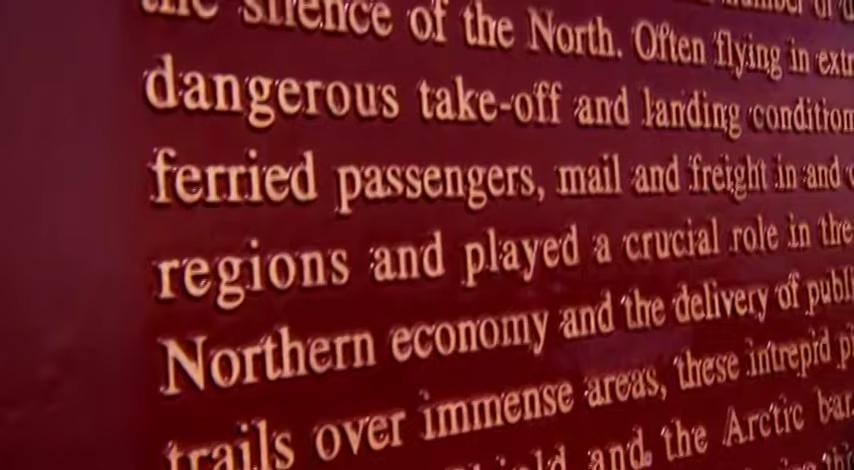 the silence of the North. Often flying in
dangerous take-off and landing condition
ferried passengers, mail and freight in and
regions and played a crucial role in the
Northern economy and the delivery of publ
trails over immense areas, these intrepid
and the Arctic